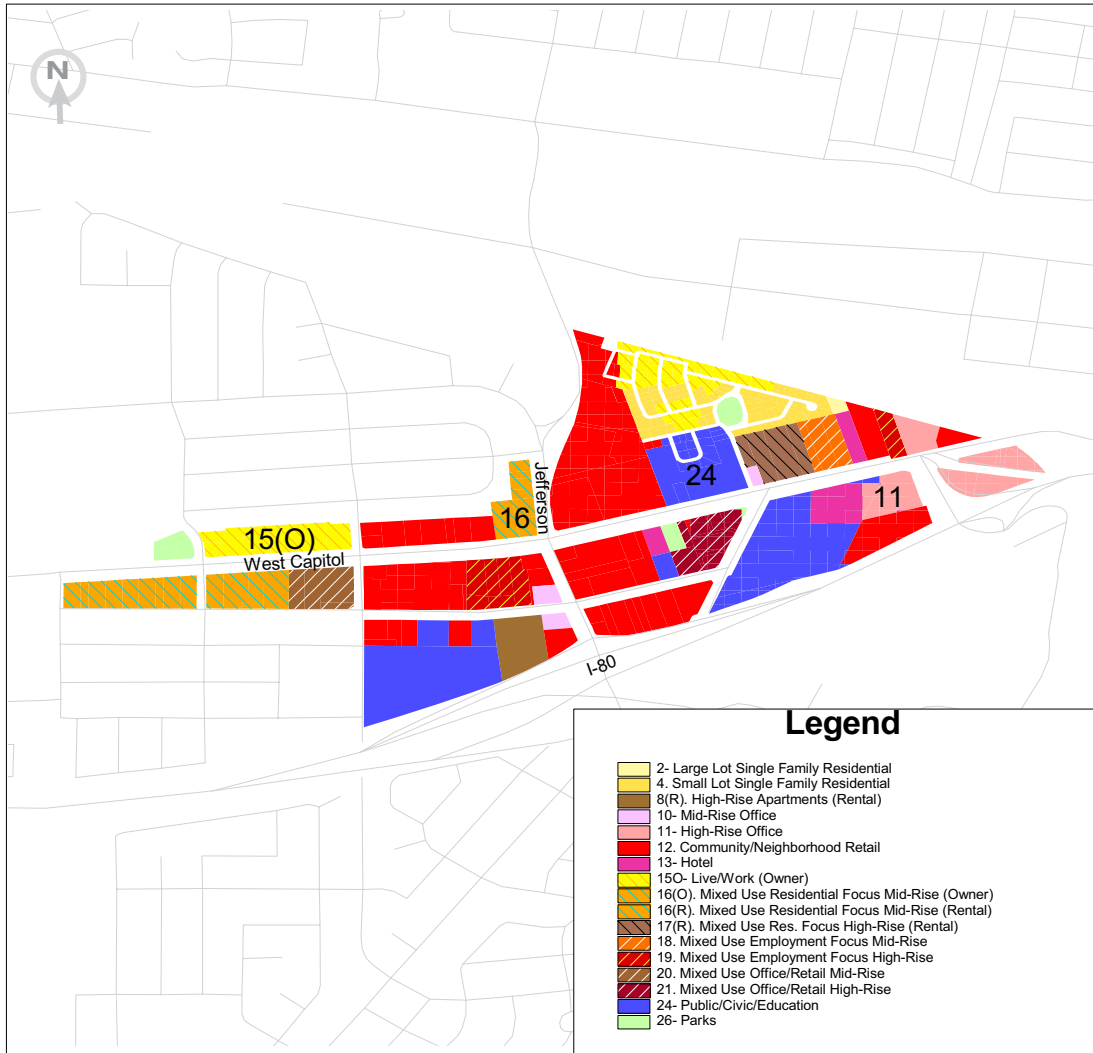 N
Jefferson
24
11
16
15(O)
West Capitol
I-80
Legend
2- Large Lot Single Family Residential
4. Small Lot Single Family Residential
8(R). High-Rise Apartments (Rental)
10- Mid-Rise Office
11- High-Rise Office
12. Community/Neighborhood Retail
13- Hotel
15O- Live/Work (Owner)
16(O). Mixed Use Residential Focus Mid-Rise (Owner)
16(R). Mixed Use Residential Focus Mid-Rise (Rental)
17(R). Mixed Use Res. Focus High-Rise (Rental)
18. Mixed Use Employment Focus Mid-Rise
19. Mixed Use Employment Focus High-Rise
20. Mixed Use Office/Retail Mid-Rise
21. Mixed Use Office/Retail High-Rise
24- Public/Civic/Education
26- Parks